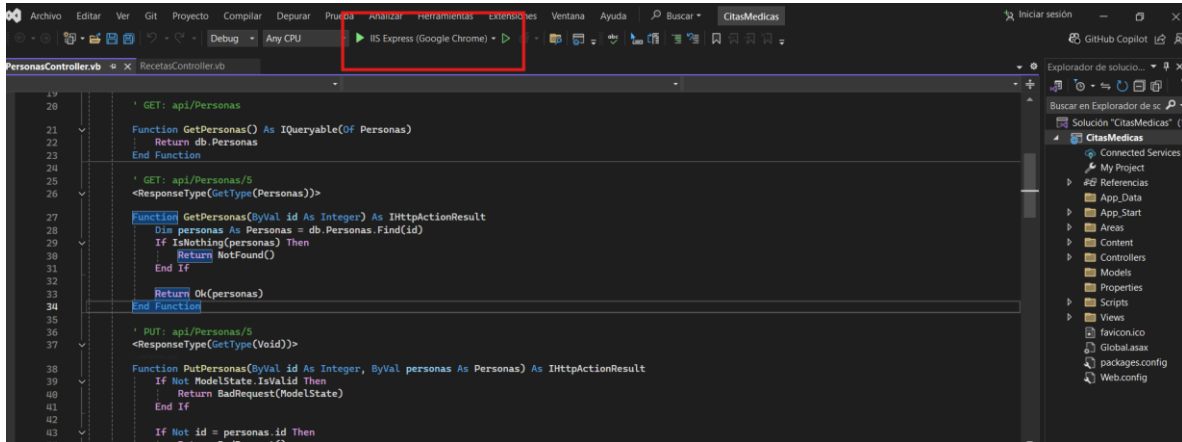 Archivo Editar Ver Git Proyecto Compilar Depurar Prueba Analizar Herramientas Extensiones Ventana Ayuda Buscar CitasMedicas Iniciar sesión
Debug Any CPU IIS Express (Google Chrome) GitHub Copilot
PersonasController.vb RecetasController.vb Explorador de solucio...
19
20 ' GET: api/Personas
21 Function GetPersonas() As IQueryable(Of Personas)
22 Return db.Personas
23 End Function
24
25 ' GET: api/Personas/5
26 <ResponseType(GetType(Personas))>
27 Function GetPersonas(ByVal id As Integer) As IHttpActionResult
28 Dim personas As Personas = db.Personas.Find(id)
29 If IsNothing(personas) Then
30 Return NotFound()
31 End If
32
33 Return Ok(personas)
34 End Function
35
36 ' PUT: api/Personas/5
37 <ResponseType(GetType(Void))>
38 Function PutPersonas(ByVal id As Integer, ByVal personas As Personas) As IHttpActionResult
39 If Not ModelState.IsValid Then
40 Return BadRequest(ModelState)
41 End If
42
43 If Not id = personas.id Then
Buscar en Explorador de sc
Solución "CitasMedicas" (
CitasMedicas
Connected Services
My Project
Referencias
App_Data
App_Start
Areas
Content
Controllers
Models
Properties
Scripts
Views
favicon.ico
Global.asax
packages.config
Web.config